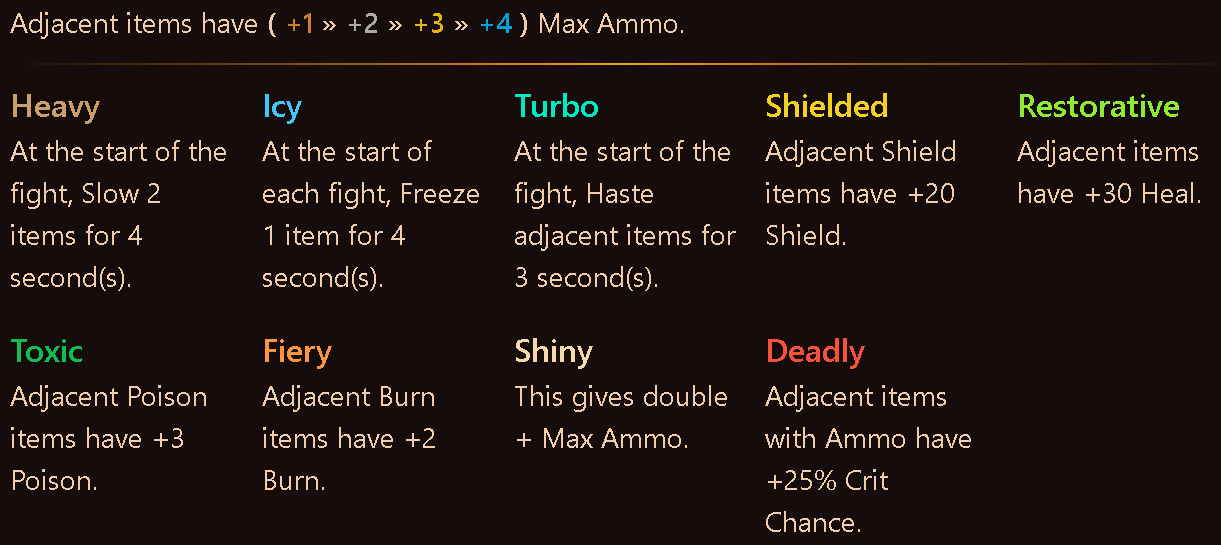 Adjacent items have ( +1 » +2 » +3 » +4 ) Max Ammo.
Heavy
At the start of the
fight, Slow 2
items for 4
second(s).
Icy
At the start of
each fight, Freeze
1 item for 4
second(s).
Turbo
At the start of the
fight, Haste
adjacent items for
3 second(s).
Shielded
Adjacent Shield
items have +20
Shield.
Restorative
Adjacent items
have +30 Heal.
Toxic
Adjacent Poison
items have +3
Poison.
Fiery
Adjacent Burn
items have +2
Burn.
Shiny
This gives double
+ Max Ammo.
Deadly
Adjacent items
with Ammo have
+25% Crit
Chance.